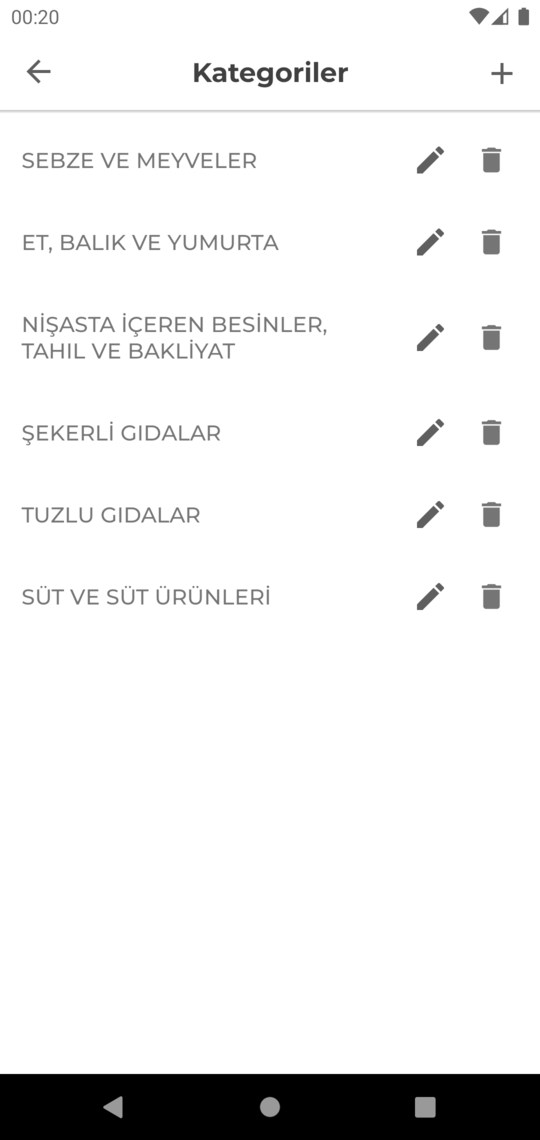 00:20
Kategoriler
SEBZE VE MEYVELER
ET, BALIK VE YUMURTA
NİŞASTA İÇEREN BESİNLER,
TAHIL VE BAKLİYAT
ŞEKERLİ GIDALAR
TUZLU GIDALAR
SÜT VE SÜT ÜRÜNLERİ